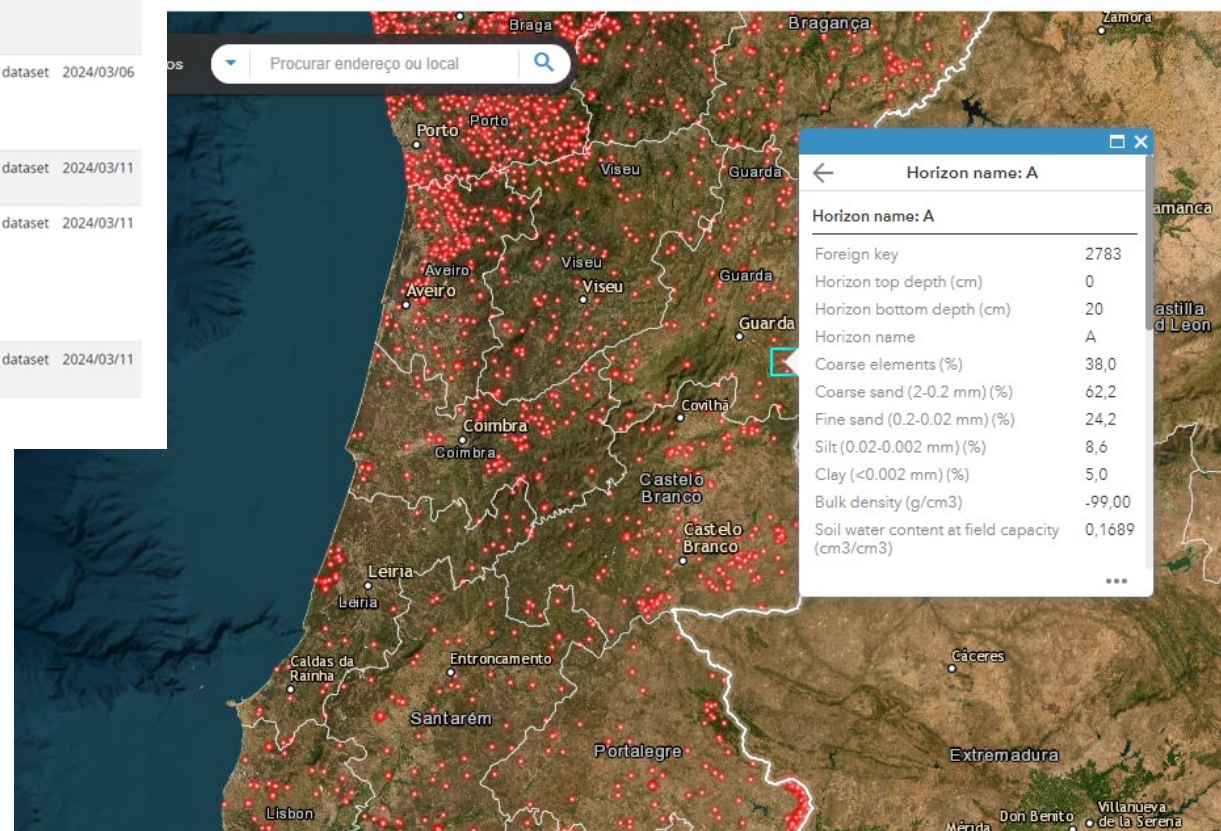 dataset 2024/03/06
dataset 2024/03/11
dataset 2024/03/11
dataset 2024/03/11
os
Procurar endereço ou local
Braga
Bragança
Zamora
Porto
Porto
Viseu
Guarda
Aveiro
Aveiro
Viseu
Viseu
Guarda
Guarda
Covilhã
Coimbra
Coimbra
Castelo
Branco
Castelo
Branco
Leiria
Leiria
Caldas da
Rainha
Entroncamento
Santarém
Portalegre
Lisbon
amanca
astilla
d Leon
Cáceres
Extremadura
Don Benito
Villanueva
de la Serena
Mérida
Horizon name: A
Horizon name: A
Foreign key 2783
Horizon top depth (cm) 0
Horizon bottom depth (cm) 20
Horizon name A
Coarse elements (%) 38,0
Coarse sand (2-0.2 mm) (%) 62,2
Fine sand (0.2-0.02 mm) (%) 24,2
Silt (0.02-0.002 mm) (%) 8,6
Clay (<0.002 mm) (%) 5,0
Bulk density (g/cm3) -99,00
Soil water content at field capacity 0,1689
(cm3/cm3)